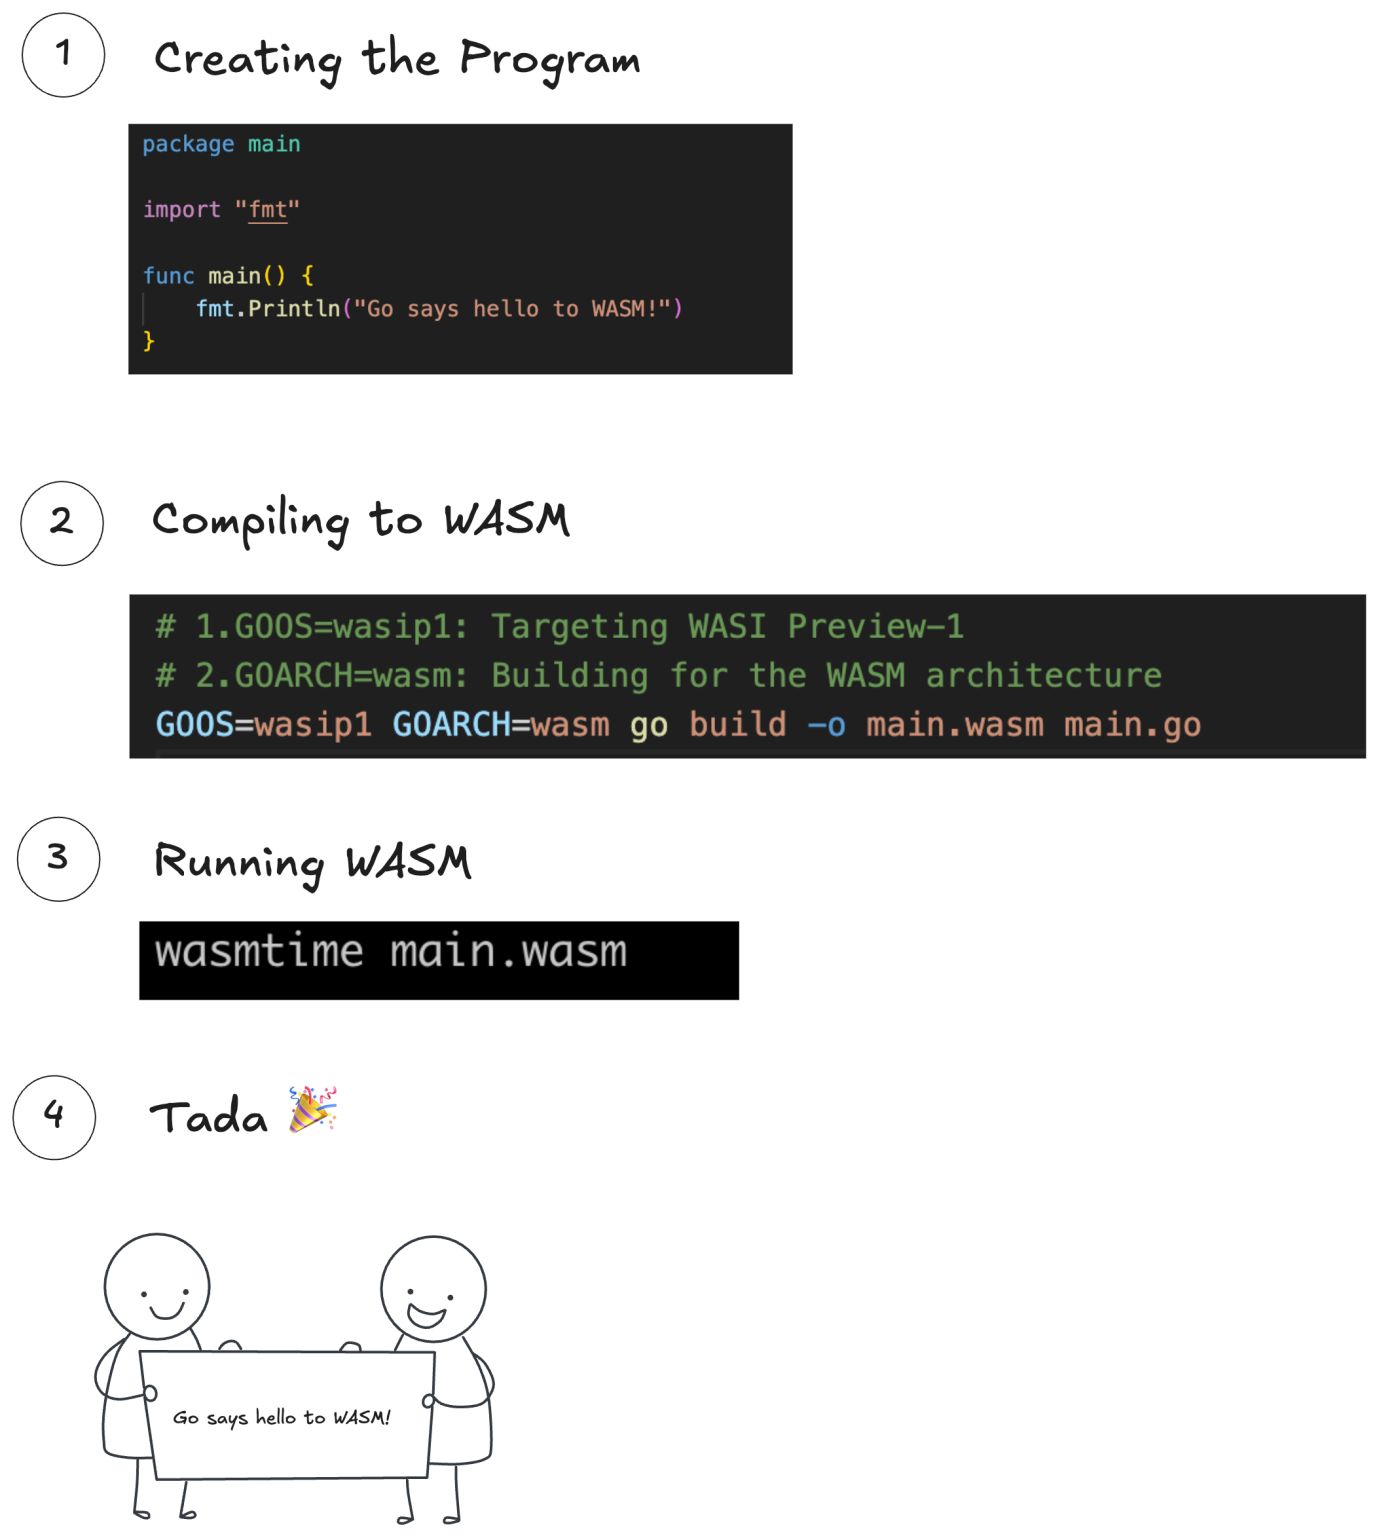 1
Creating the Program
package main
import "fmt"
func main() {
    fmt.Println("Go says hello to WASM!")
}
2
Compiling to WASM
# 1.GOOS=wasip1: Targeting WASI Preview-1
# 2.GOARCH=wasm: Building for the WASM architecture
GOOS=wasip1 GOARCH=wasm go build -o main.wasm main.go
3
Running WASM
wasmtime main.wasm
4
Tada 🎉
Go says hello to WASM!